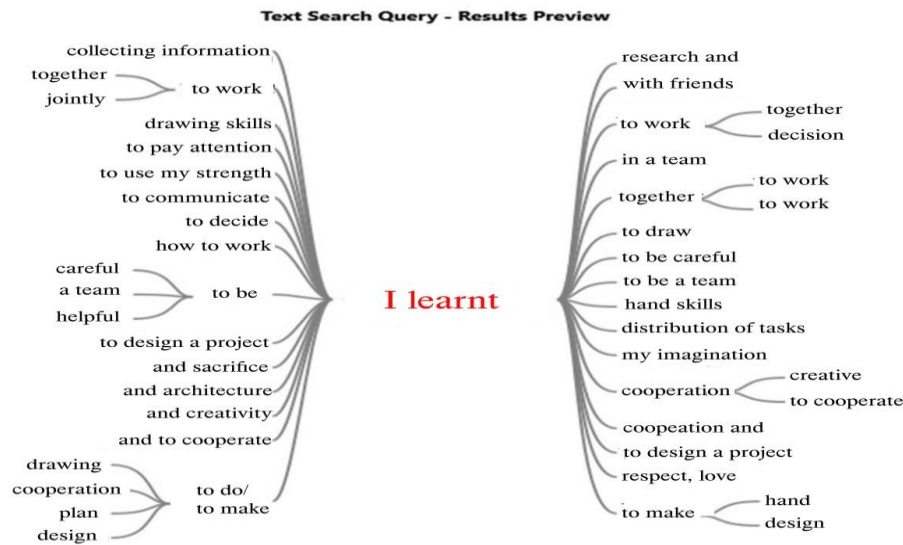 Text Search Query - Results Preview
collecting information
together
jointly
to work
drawing skills
to pay attention
to use my strength
to communicate
to decide
how to work
careful
a team
helpful
to be
to design a project
and sacrifice
and architecture
and creativity
and to cooperate
drawing
cooperation
plan
design
to do/
to make
I learnt
research and
with friends
to work
together
decision
in a team
together
to work
to work
to draw
to be careful
to be a team
hand skills
distribution of tasks
my imagination
cooperation
creative
to cooperate
coopeation and
to design a project
respect, love
to make
hand
design